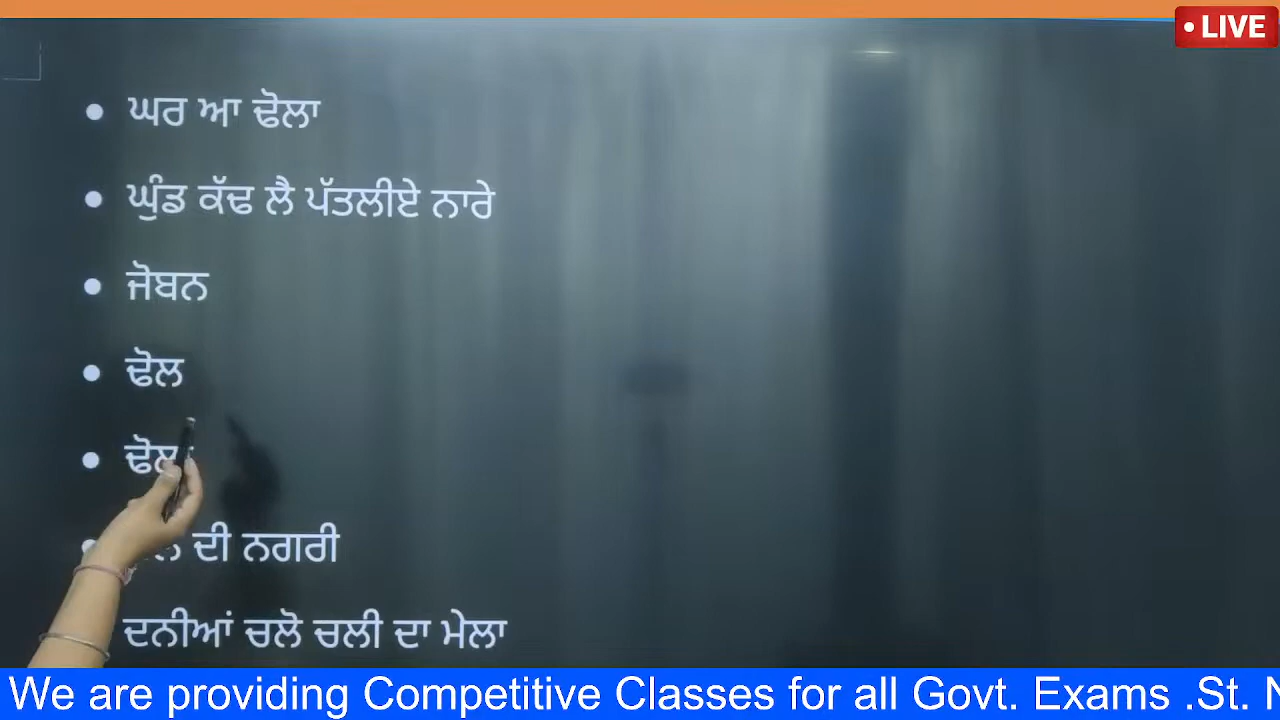 • LIVE
• ਘਰ ਆ ਢੋਲਾ
• ਘੁੰਡ ਕੱਢ ਲੈ ਪੱਤਲੀਏ ਨਾਰੇ
• ਜੋਬਨ
• ਢੋਲ
•
• ਦੀ ਨਗਰੀ
ਦਨੀਆਂ ਚਲੋ ਚਲੀ ਦਾ ਮੇਲਾ
We are providing Competitive Classes for all Govt. Exams .St.